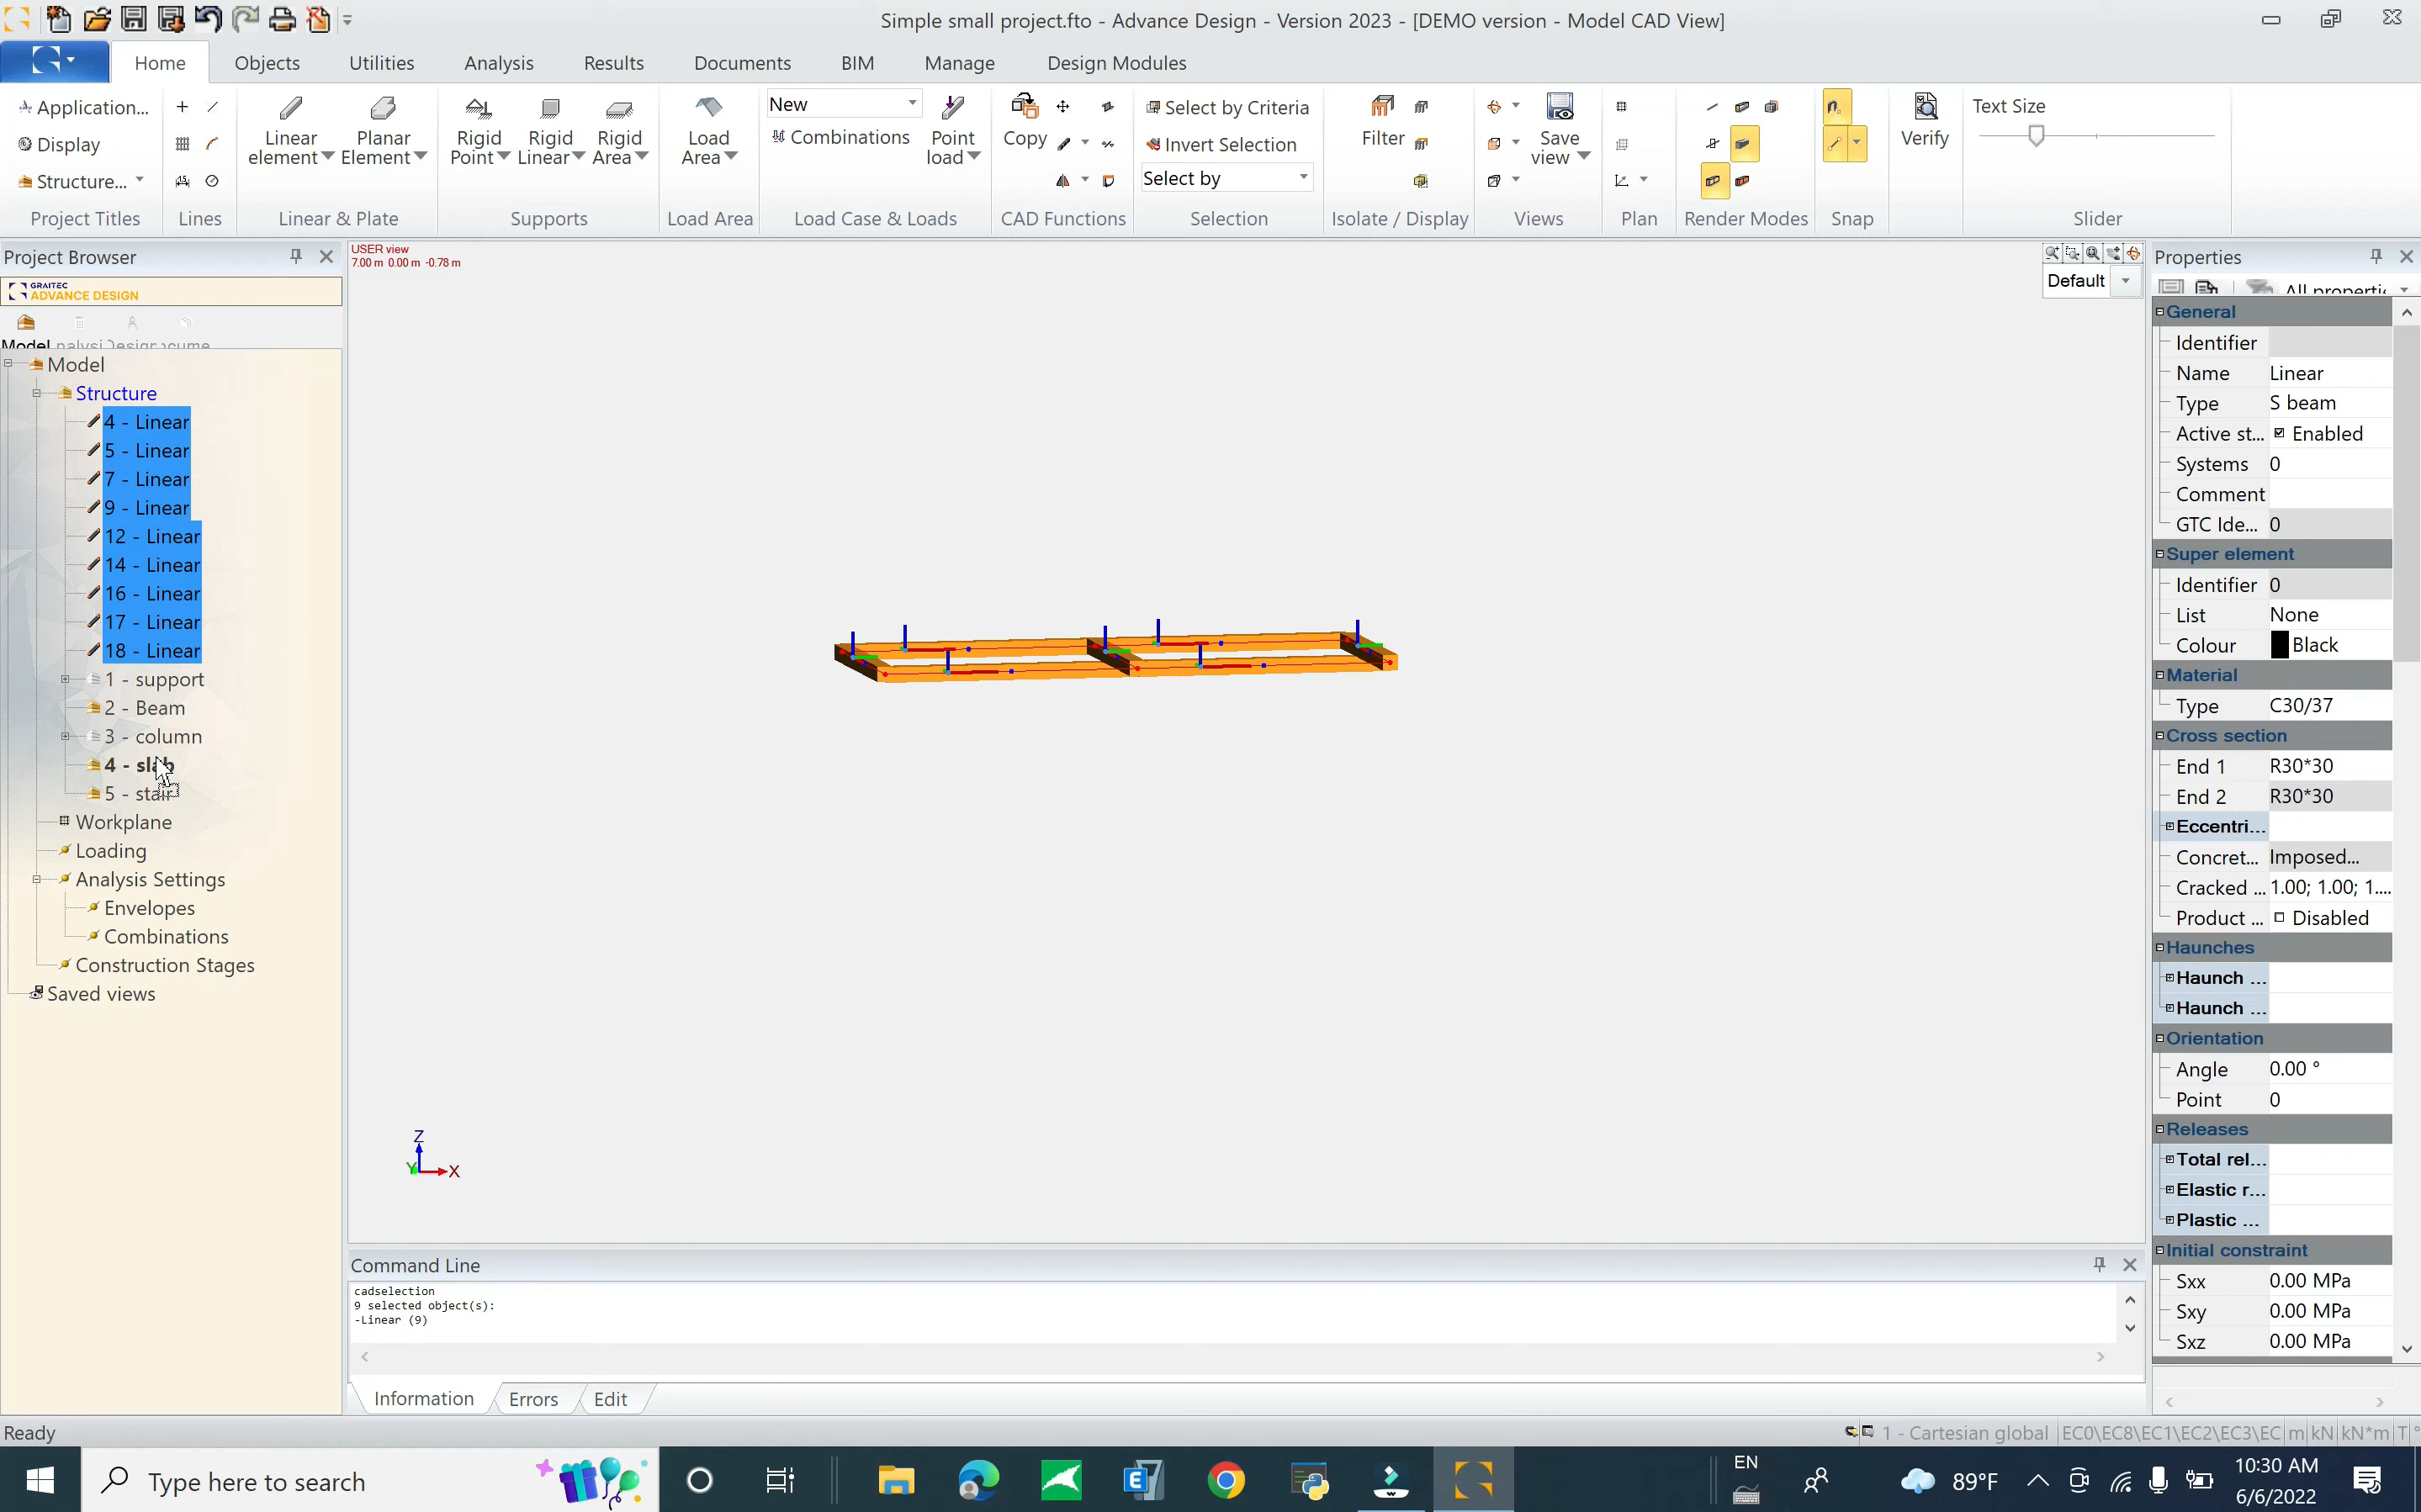 Simple small project.fto - Advance Design - Version 2023 - [DEMO version - Model CAD View]
Home Objects Utilities Analysis Results Documents BIM Manage Design Modules
Application...
Display
Structure...
Project Titles
Lines
Linear element
Planar Element
Linear & Plate
Rigid Point
Rigid Linear
Rigid Area
Supports
Load Area
Load Area
New
Combinations
Point load
Load Case & Loads
Copy
CAD Functions
Select by Criteria
Invert Selection
Select by
Selection
Filter
Isolate / Display
Save view
Views
Plan
Render Modes
Snap
Verify
Text Size
Slider
Project Browser
GRAITEC
ADVANCE DESIGN
Model
Model
Structure
4 - Linear
5 - Linear
7 - Linear
9 - Linear
12 - Linear
14 - Linear
16 - Linear
17 - Linear
18 - Linear
1 - support
2 - Beam
3 - column
4 - slab
5 - stair
Workplane
Loading
Analysis Settings
Envelopes
Combinations
Construction Stages
Saved views
USER view
7.00 m 0.00 m -0.78 m
Default
Z
Y
X
Command Line
cadselection
9 selected object(s):
-Linear (9)
Information Errors Edit
Properties
General
Identifier
Name Linear
Type S beam
Active st... Enabled
Systems 0
Comment
GTC Ide... 0
Super element
Identifier 0
List None
Colour Black
Material
Type C30/37
Cross section
End 1 R30*30
End 2 R30*30
Eccentri...
Concret... Imposed...
Cracked ... 1.00; 1.00; 1....
Product ... Disabled
Haunches
Haunch ...
Haunch ...
Orientation
Angle 0.00 °
Point 0
Releases
Total rel...
Elastic r...
Plastic ...
Initial constraint
Sxx 0.00 MPa
Sxy 0.00 MPa
Sxz 0.00 MPa
Ready
1 - Cartesian global EC0\EC8\EC1\EC2\EC3\EC m kN kN*m T °
Type here to search
EN
89°F
10:30 AM
6/6/2022